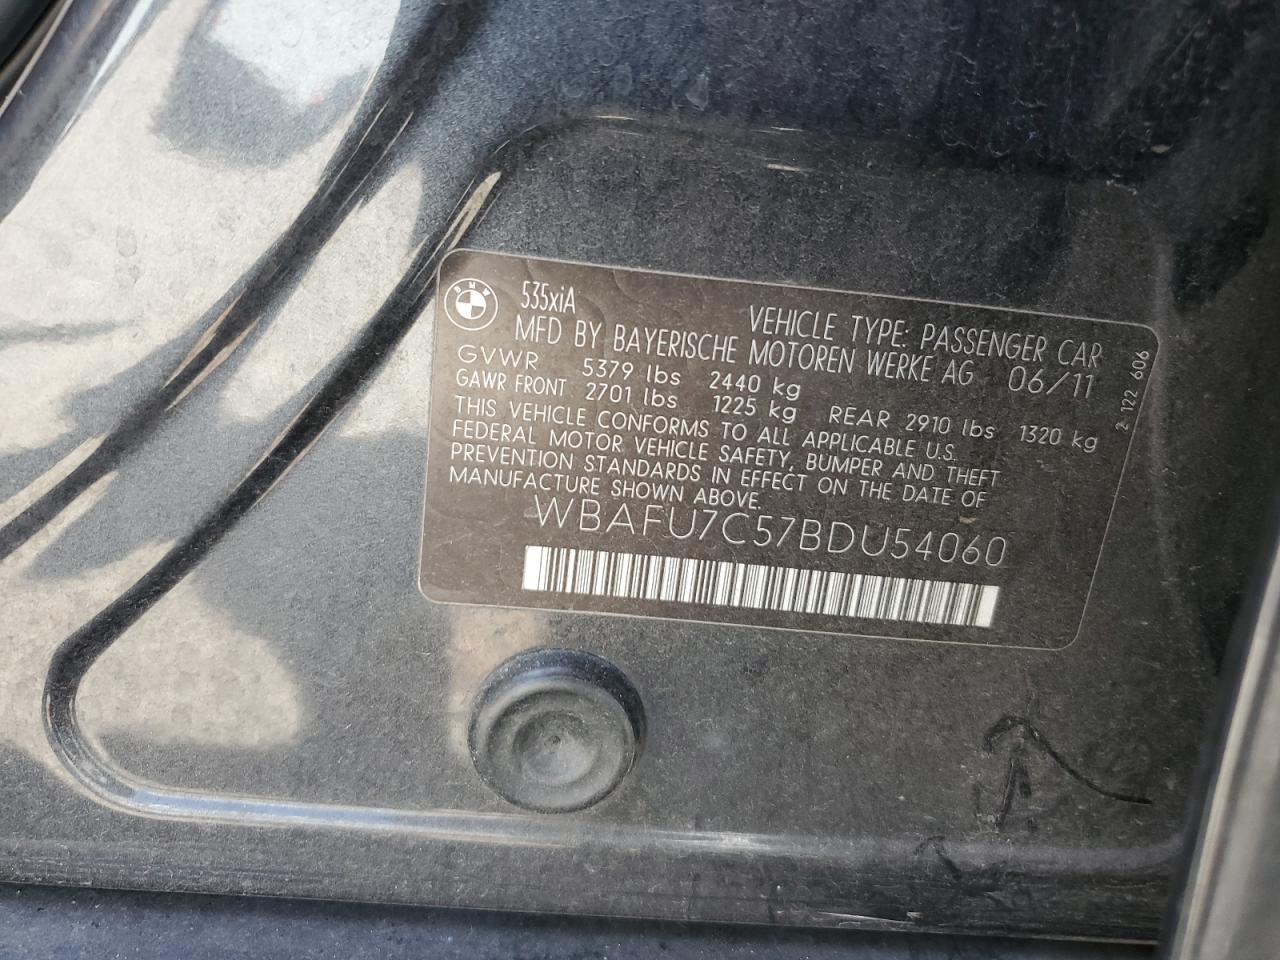 BMW
535xiA
VEHICLE TYPE: PASSENGER CAR
MFD BY BAYERISCHE MOTOREN WERKE AG 06/11
GVWR 5379 lbs 2440 kg
GAWR FRONT 2701 lbs 1225 kg REAR 2910 lbs 1320 kg
THIS VEHICLE CONFORMS TO ALL APPLICABLE U.S.
FEDERAL MOTOR VEHICLE SAFETY, BUMPER AND THEFT
PREVENTION STANDARDS IN EFFECT ON THE DATE OF
MANUFACTURE SHOWN ABOVE.
WBAFU7C57BDU54060
2 122 606